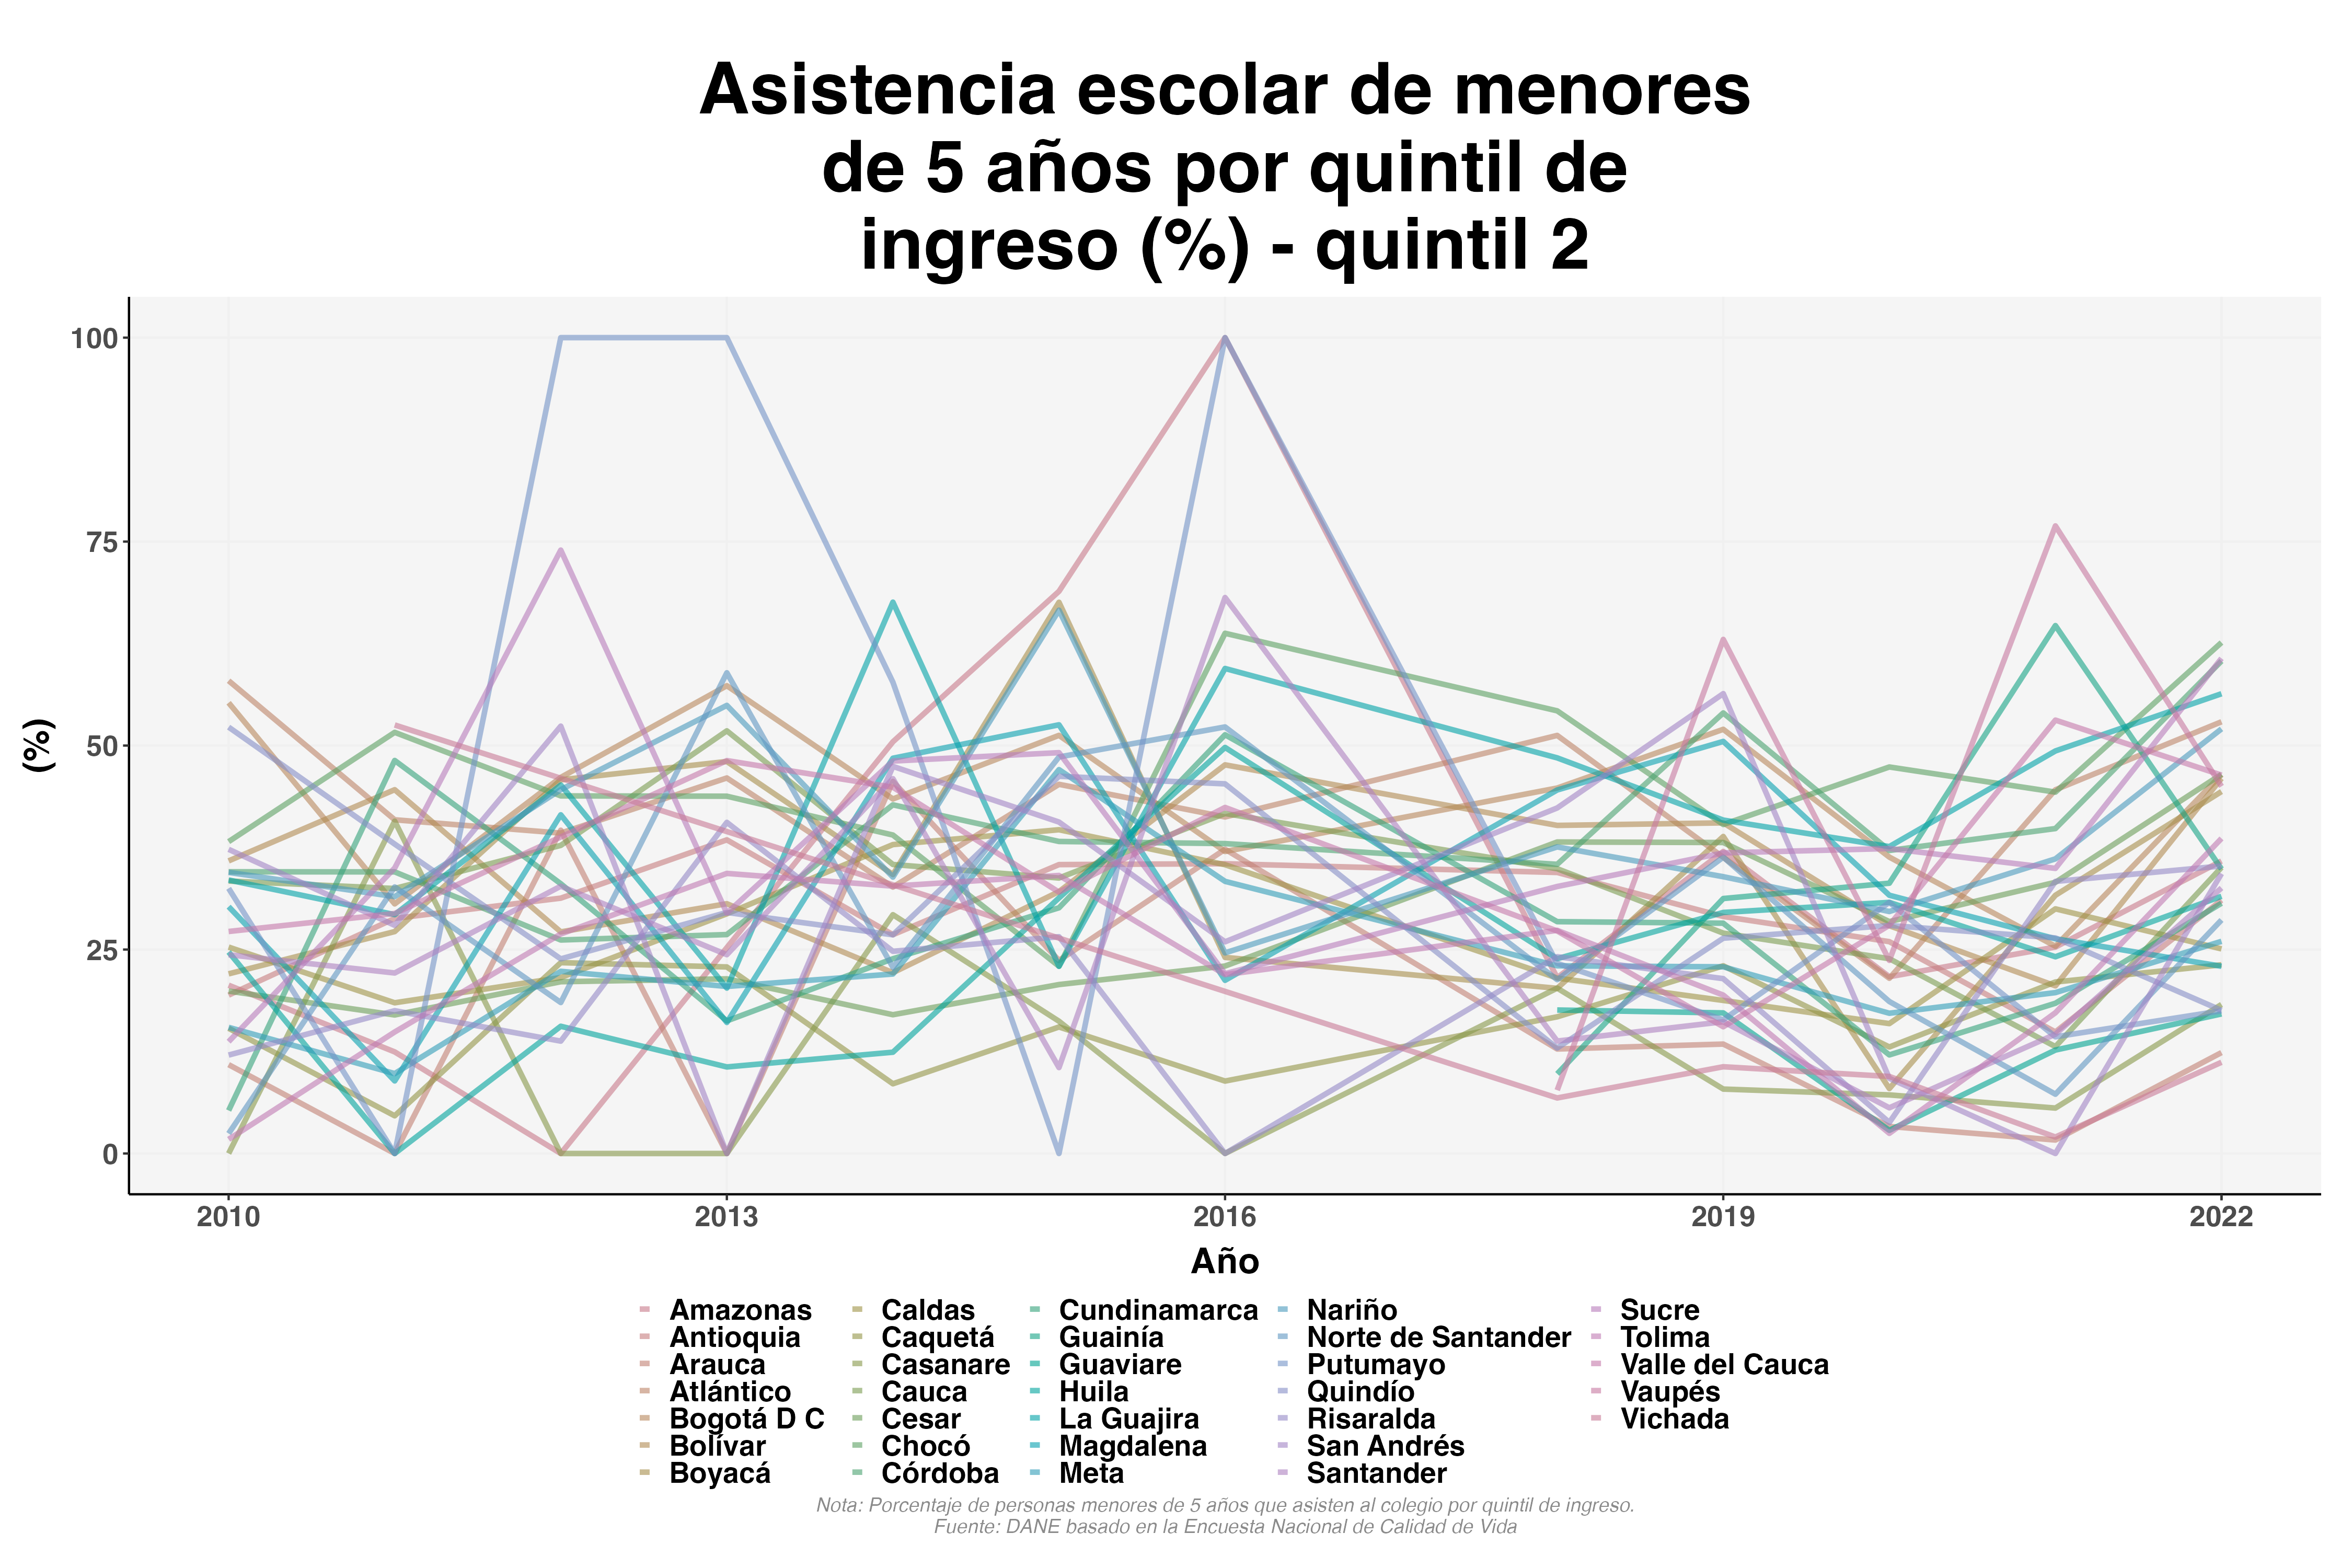 Asistencia escolar de menores
de 5 años por quintil de
ingreso (%) - quintil 2
100
75
50
25
0
(%)
2010 2013 2016 2019 2022
Año
Amazonas Caldas Cundinamarca Nariño Sucre
Antioquia Caquetá Guainía Norte de Santander Tolima
Arauca Casanare Guaviare Putumayo Valle del Cauca
Atlántico Cauca Huila Quindío Vaupés
Bogotá D C Cesar La Guajira Risaralda Vichada
Bolívar Chocó Magdalena San Andrés
Boyacá Córdoba Meta Santander
Nota: Porcentaje de personas menores de 5 años que asisten al colegio por quintil de ingreso.
Fuente: DANE basado en la Encuesta Nacional de Calidad de Vida